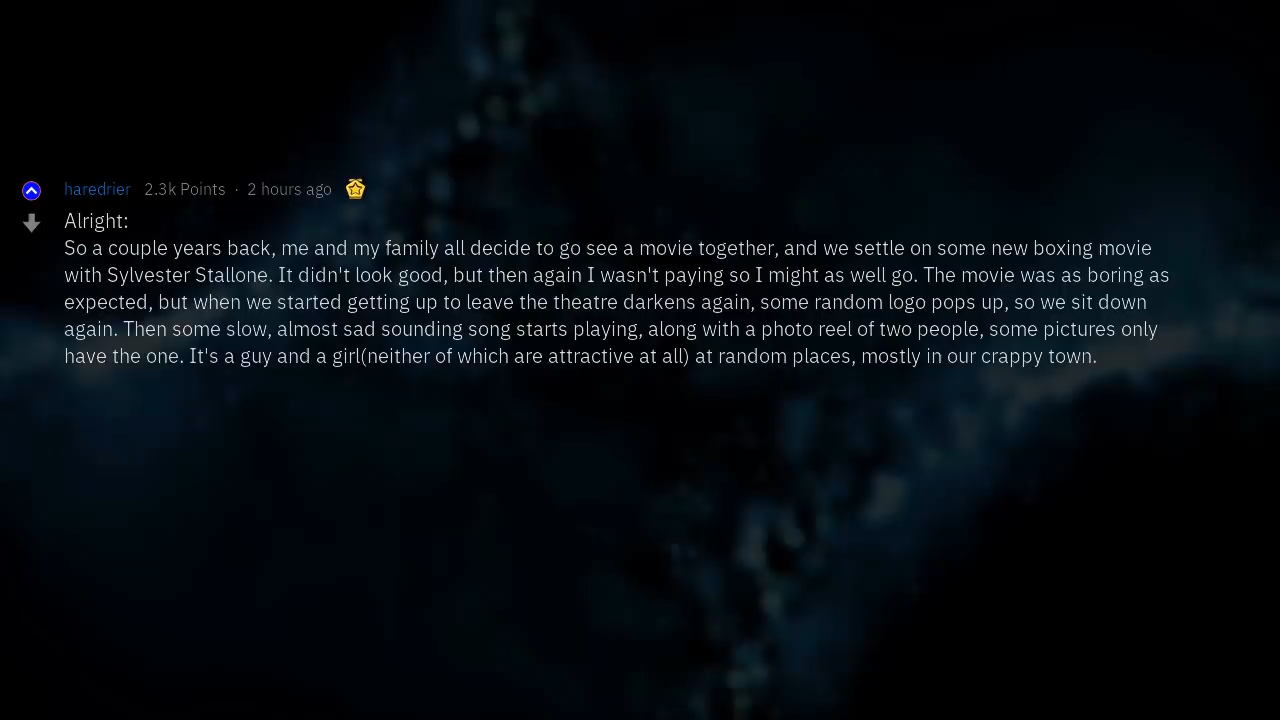 haredrier 2.3k Points · 2 hours ago
Alright:
So a couple years back, me and my family all decide to go see a movie together, and we settle on some new boxing movie
with Sylvester Stallone. It didn't look good, but then again I wasn't paying so I might as well go. The movie was as boring as
expected, but when we started getting up to leave the theatre darkens again, some random logo pops up, so we sit down
again. Then some slow, almost sad sounding song starts playing, along with a photo reel of two people, some pictures only
have the one. It's a guy and a girl(neither of which are attractive at all) at random places, mostly in our crappy town.